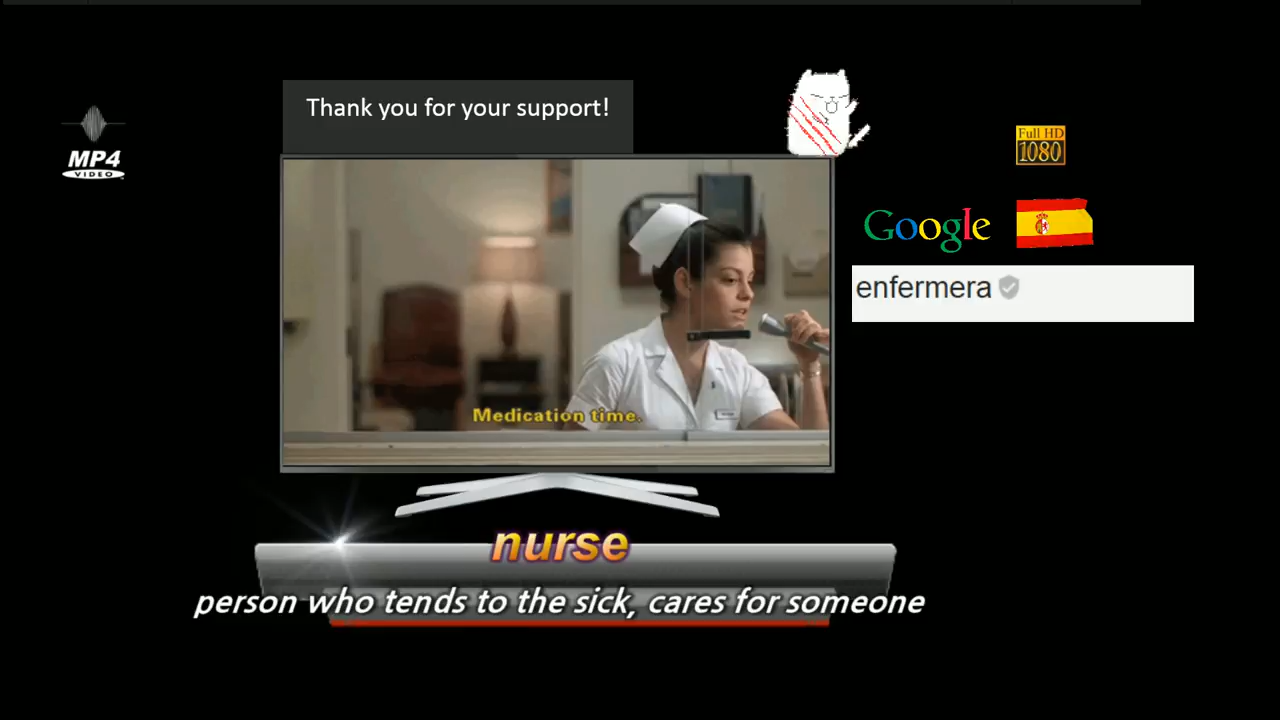 Thank you for your support!
MP4
VIDEO
Full HD
1080
Google
enfermera
Medication time.
nurse
person who tends to the sick, cares for someone